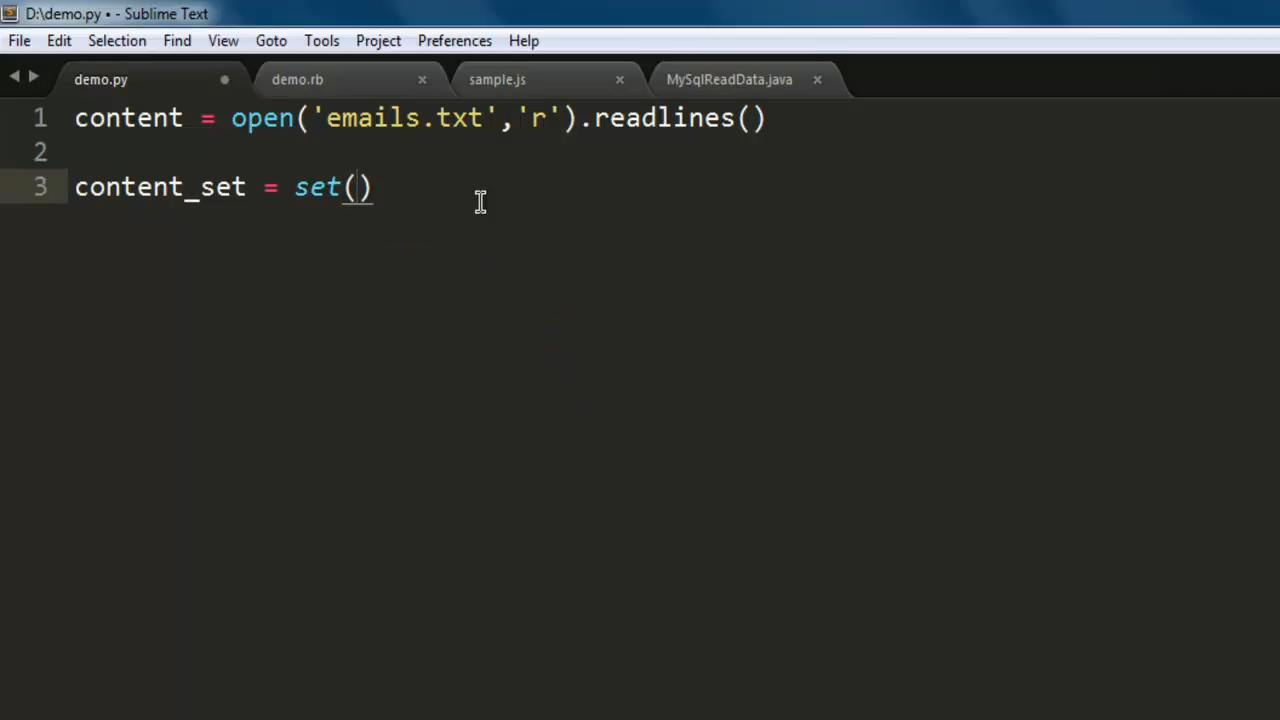 D:\demo.py • - Sublime Text
File Edit Selection Find View Goto Tools Project Preferences Help
demo.py demo.rb sample.js MySqlReadData.java
1 content = open('emails.txt','r').readlines()
2
3 content_set = set()